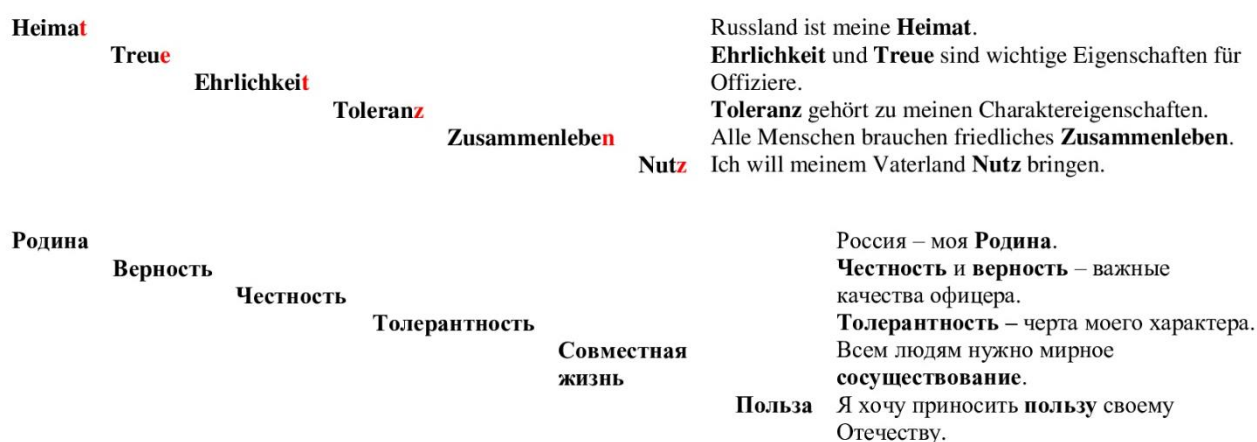 Heimat Russland ist meine Heimat.
Treue Ehrlichkeit und Treue sind wichtige Eigenschaften für
Ehrlichkeit Offiziere.
Toleranz Toleranz gehört zu meinen Charaktereigenschaften.
Zusammenleben Alle Menschen brauchen friedliches Zusammenleben.
Nutz Ich will meinem Vaterland Nutz bringen.
Родина Россия – моя Родина.
Верность Честность и верность – важные
Честность качества офицера.
Толерантность Толерантность – черта моего характера.
Совместная Всем людям нужно мирное
жизнь сосуществование.
Польза Я хочу приносить пользу своему
Отечеству.